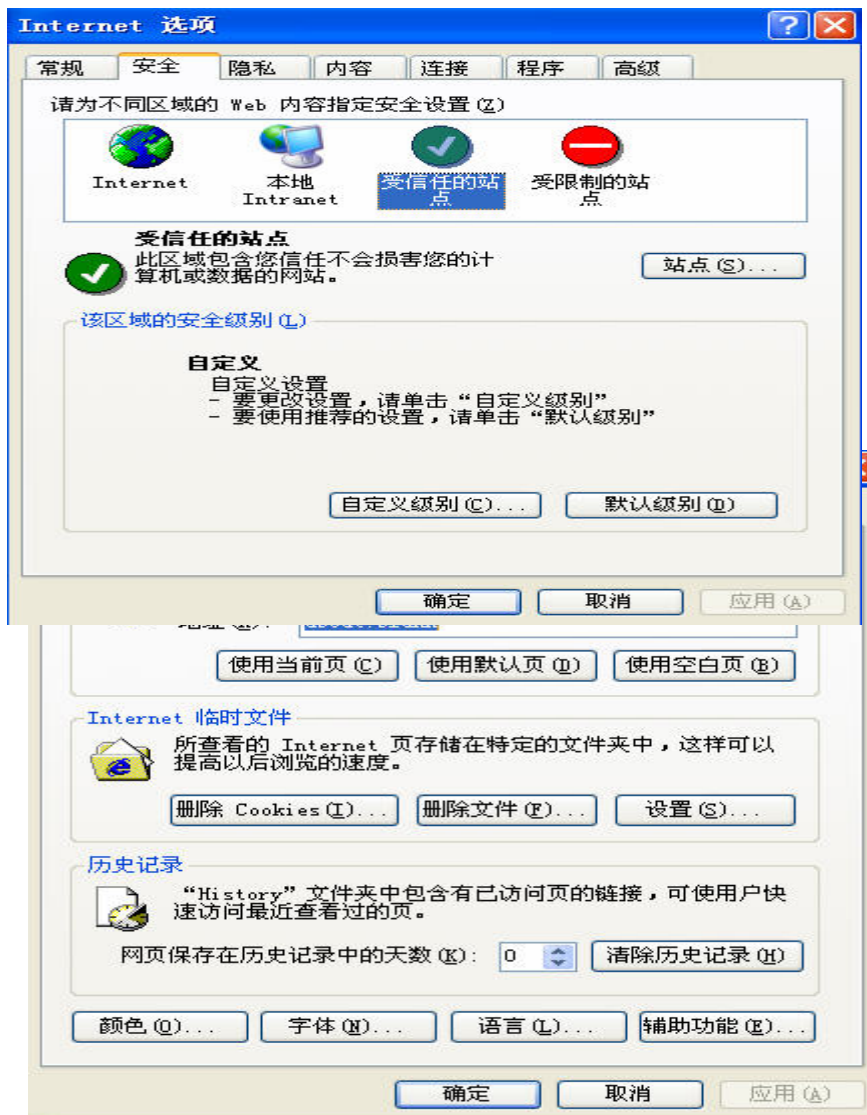 Internet 选项
常规 安全 隐私 内容 连接 程序 高级
请为不同区域的 Web 内容指定安全设置(Z)
Internet
本地
Intranet
受信任的站
点
受限制的站
点
受信任的站点
此区域包含您信任不会损害您的计
算机或数据的网站。
站点(S)...
该区域的安全级别(L)
自定义
自定义设置
- 要更改设置，请单击“自定义级别”
- 要使用推荐的设置，请单击“默认级别”
自定义级别(C)... 默认级别(D)
确定 取消 应用(A)
使用当前页(C) 使用默认页(D) 使用空白页(B)
Internet 临时文件
所查看的 Internet 页存储在特定的文件夹中，这样可以
提高以后浏览的速度。
删除 Cookies(I)... 删除文件(F)... 设置(S)...
历史记录
“History”文件夹中包含有已访问页的链接，可使用户快
速访问最近查看过的页。
网页保存在历史记录中的天数(K): 0 清除历史记录(H)
颜色(O)... 字体(N)... 语言(L)... 辅助功能(E)...
确定 取消 应用(A)